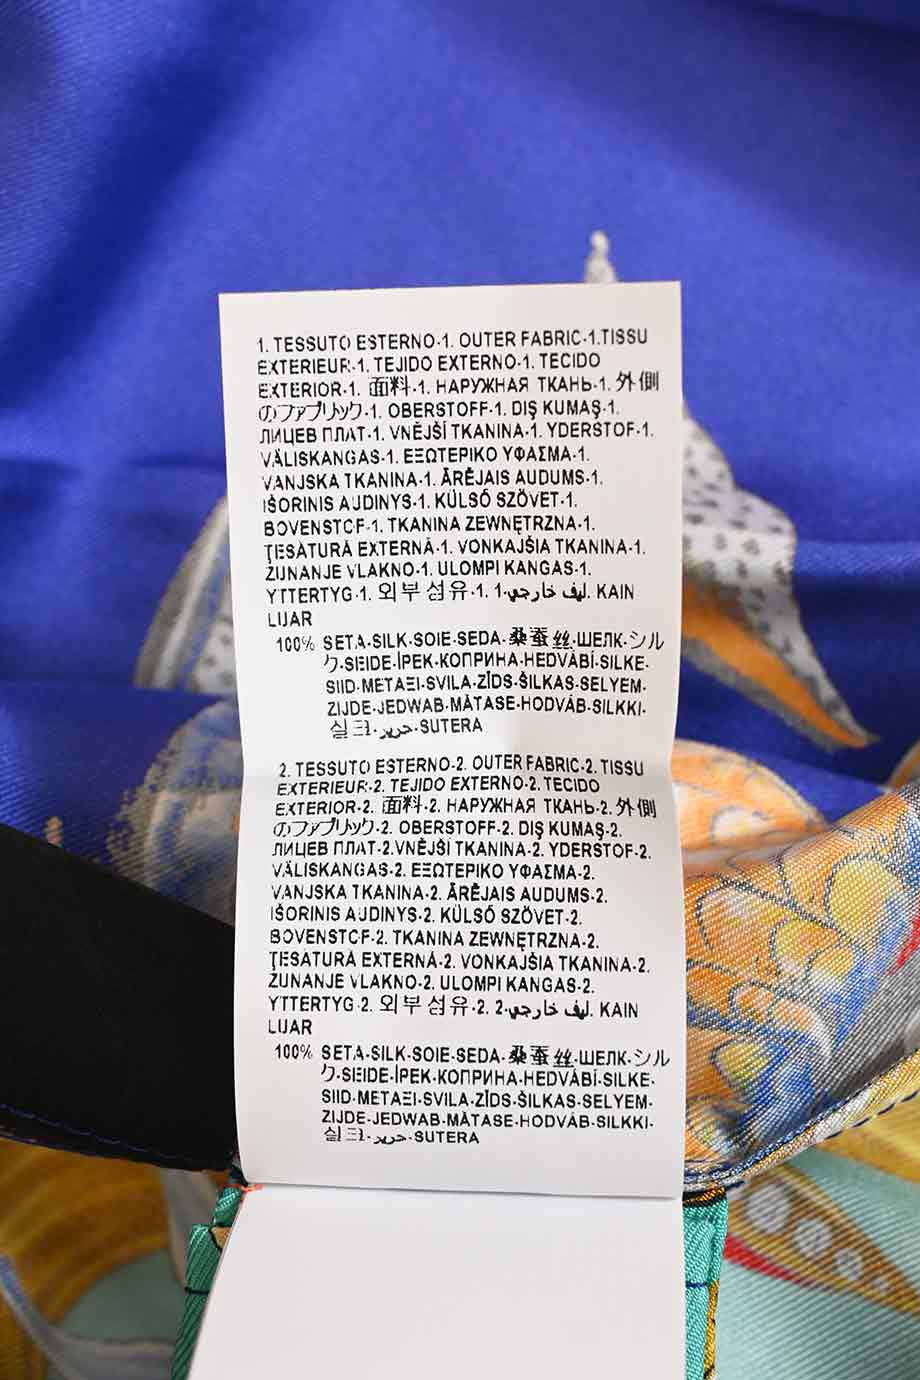 1. TESSUTO ESTERNO-1. OUTER FABRIC-1.TISSU
EXTERIEUR-1. TEJIDO EXTERNO-1. TECIDO
EXTERIOR-1. 面料-1. НАРУЖНАЯ ТКАНЬ-1. 外側
のファブリック-1. OBERSTOFF-1. DIŞ KUMAŞ-1.
ЛИЦЕВ ПЛАТ-1. VNĚJŠÍ TKANINA-1. YDERSTOF-1.
VÄLISKANGAS-1. ΕΞΩΤΕΡΙΚΟ ΥΦΑΣΜΑ-1.
VANJSKA TKANINA-1. ĀRĒJAIS AUDUMS-1.
IŠORINIS AUDINYS-1. KÜLSŐ SZÖVET-1.
BOVENSTOF-1. TKANINA ZEWNĘTRZNA-1.
ŢESĂTURĂ EXTERNĂ-1. VONKAJŠIA TKANINA-1.
ZUNANJE VLAKNO-1. ULOMPI KANGAS-1.
YTTERTYG-1. 외부 섬유-1. 1-ليف خارجي. KAIN
LUAR
100% SETA-SILK-SOIE-SEDA-桑蚕丝-ШЕЛК-シル
ク-SEIDE-İPEK-КОПРИНА-HEDVÁBÍ-SILKE-
SIID-ΜΕΤΑΞΙ-SVILA-ZĪDS-ŠILKAS-SELYEM-
ZIJDE-JEDWAB-MĂTASE-HODVÁB-SILKKI-
실크-حرير-SUTERA
2. TESSUTO ESTERNO-2. OUTER FABRIC-2. TISSU
EXTERIEUR-2. TEJIDO EXTERNO-2. TECIDO
EXTERIOR-2. 面料-2. НАРУЖНАЯ ТКАНЬ-2. 外側
のファブリック-2. OBERSTOFF-2. DIŞ KUMAŞ-2.
ЛИЦЕВ ПЛАТ-2.VNĚJŠÍ TKANINA-2. YDERSTOF-2.
VÄLISKANGAS-2. ΕΞΩΤΕΡΙΚΟ ΥΦΑΣΜΑ-2.
VANJSKA TKANINA-2. ĀRĒJAIS AUDUMS-2.
IŠORINIS AUDINYS-2. KÜLSŐ SZÖVET-2.
BOVENSTOF-2. TKANINA ZEWNĘTRZNA-2.
ŢESĂTURĂ EXTERNĂ-2. VONKAJŠIA TKANINA-2.
ZUNANJE VLAKNO-2. ULOMPI KANGAS-2.
YTTERTYG-2. 외부 섬유-2. 2-ليف خارجي. KAIN
LUAR
100% SETA-SILK-SOIE-SEDA-桑蚕丝-ШЕЛК-シル
ク-SEIDE-İPEK-КОПРИНА-HEDVÁBÍ-SILKE-
SIID-ΜΕΤΑΞΙ-SVILA-ZĪDS-ŠILKAS-SELYEM-
ZIJDE-JEDWAB-MĂTASE-HODVÁB-SILKKI-
실크-حرير-SUTERA